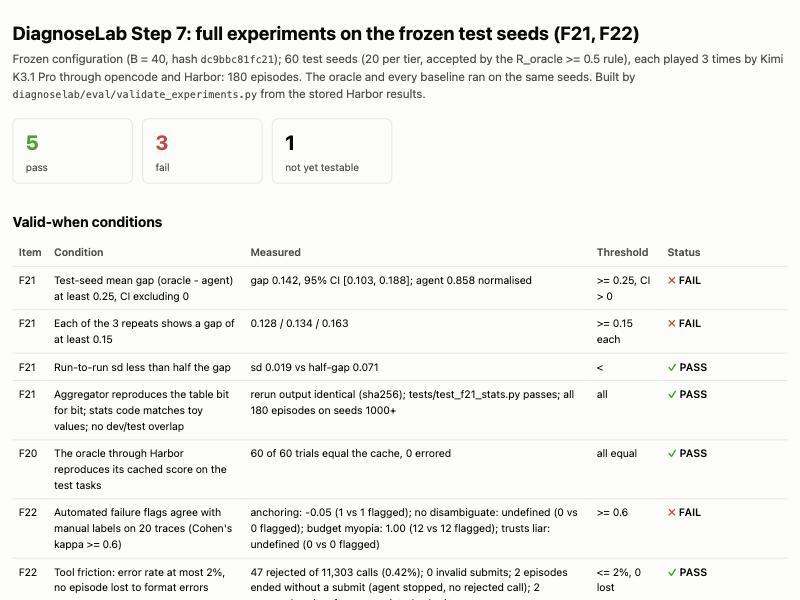 DiagnoseLab Step 7: full experiments on the frozen test seeds (F21, F22)
Frozen configuration (B = 40, hash dc9bbc81fc21); 60 test seeds (20 per tier, accepted by the R_oracle >= 0.5 rule), each played 3 times by Kimi
K3.1 Pro through opencode and Harbor: 180 episodes. The oracle and every baseline ran on the same seeds. Built by
diagnoselab/eval/validate_experiments.py from the stored Harbor results.
5
pass
3
fail
1
not yet testable
Valid-when conditions
Item Condition Measured Threshold Status
F21 Test-seed mean gap (oracle - agent) gap 0.142, 95% CI [0.103, 0.188]; agent 0.858 normalised >= 0.25, CI ✕ FAIL
at least 0.25, CI excluding 0 > 0
F21 Each of the 3 repeats shows a gap of 0.128 / 0.134 / 0.163 >= 0.15 ✕ FAIL
at least 0.15 each
F21 Run-to-run sd less than half the gap sd 0.019 vs half-gap 0.071 < ✓ PASS
F21 Aggregator reproduces the table bit rerun output identical (sha256); tests/test_f21_stats.py passes; all all ✓ PASS
for bit; stats code matches toy 180 episodes on seeds 1000+
values; no dev/test overlap
F20 The oracle through Harbor 60 of 60 trials equal the cache, 0 errored all equal ✓ PASS
reproduces its cached score on the
test tasks
F22 Automated failure flags agree with anchoring: -0.05 (1 vs 1 flagged); no disambiguate: undefined (0 vs >= 0.6 ✕ FAIL
manual labels on 20 traces (Cohen's 0 flagged); budget myopia: 1.00 (12 vs 12 flagged); trusts liar:
kappa >= 0.6) undefined (0 vs 0 flagged)
F22 Tool friction: error rate at most 2%, 47 rejected of 11,303 calls (0.42%); 0 invalid submits; 2 episodes <= 2%, 0 ✓ PASS
no episode lost to format errors ended without a submit (agent stopped, no rejected call); 2 lost